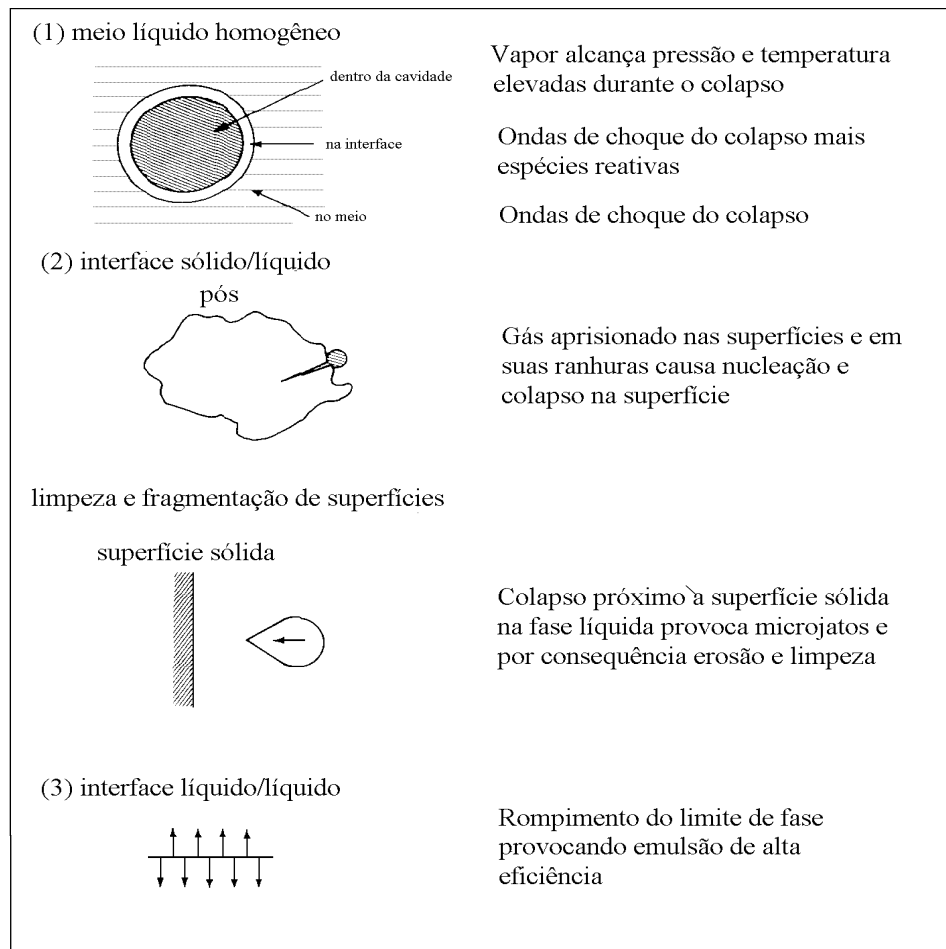 (1) meio líquido homogêneo
Vapor alcança pressão e temperatura
elevadas durante o colapso
dentro da cavidade
na interface
Ondas de choque do colapso mais
espécies reativas
no meio
Ondas de choque do colapso
(2) interface sólido/líquido
pós
Gás aprisionado nas superfícies e em
suas ranhuras causa nucleação e
colapso na superfície
limpeza e fragmentação de superfícies
superfície sólida
Colapso próximo à superfície sólida
na fase líquida provoca microjatos e
por consequência erosão e limpeza
(3) interface líquido/líquido
Rompimento do limite de fase
provocando emulsão de alta
eficiência